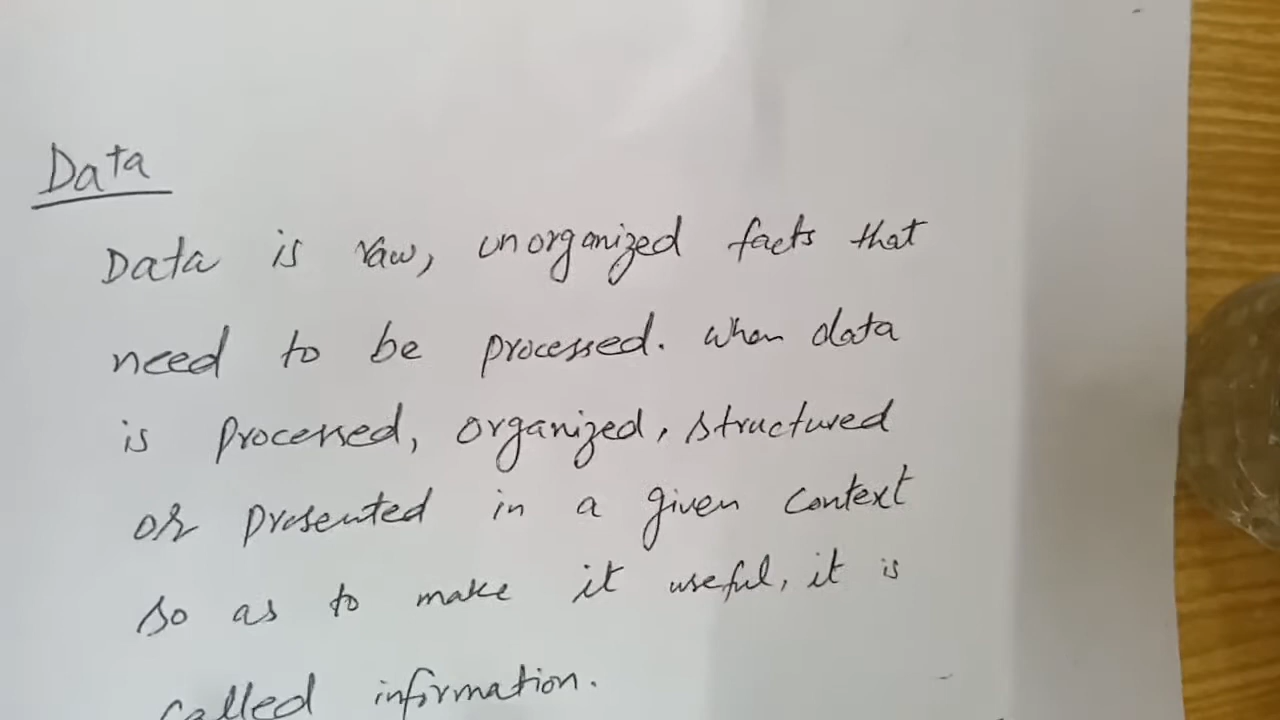 Data
Data is raw, unorganized facts that
need to be processed. When data
is processed, organized, structured
or presented in a given context
so as to make it useful, it is
called information.